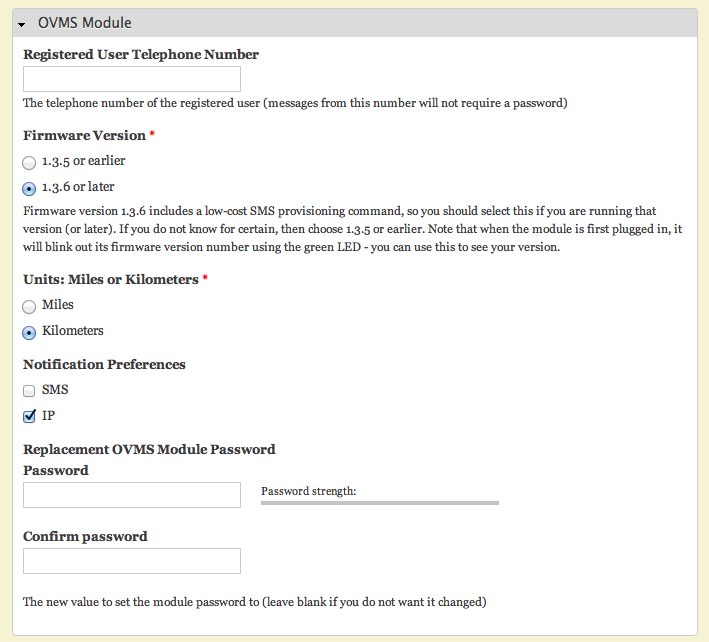 OVMS Module
Registered User Telephone Number
The telephone number of the registered user (messages from this number will not require a password)
Firmware Version *
1.3.5 or earlier
1.3.6 or later
Firmware version 1.3.6 includes a low-cost SMS provisioning command, so you should select this if you are running that
version (or later). If you do not know for certain, then choose 1.3.5 or earlier. Note that when the module is first plugged in, it
will blink out its firmware version number using the green LED - you can use this to see your version.
Units: Miles or Kilometers *
Miles
Kilometers
Notification Preferences
SMS
IP
Replacement OVMS Module Password
Password
Password strength:
Confirm password
The new value to set the module password to (leave blank if you do not want it changed)